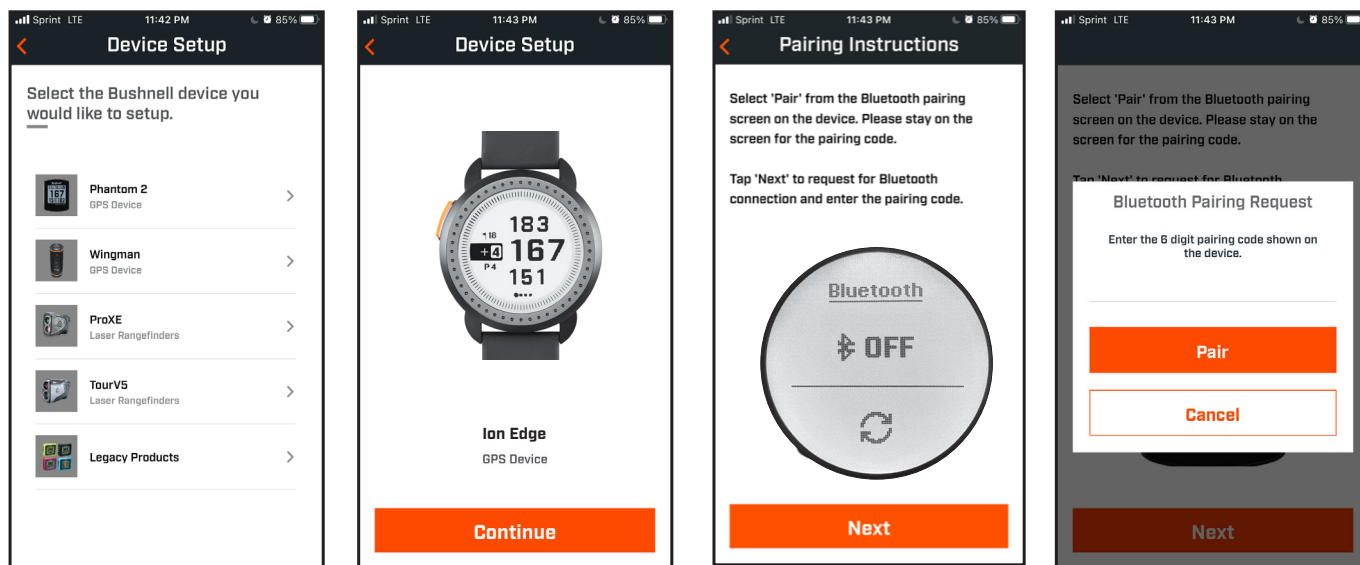 Sprint LTE 11:42 PM 85%
Device Setup
Select the Bushnell device you
would like to setup.
167
Phantom 2
GPS Device
Wingman
GPS Device
ProXE
Laser Rangefinders
TourV5
Laser Rangefinders
Legacy Products
Sprint LTE 11:43 PM 85%
Device Setup
183
18
+4 167
P4
151
Ion Edge
GPS Device
Continue
Sprint LTE 11:43 PM 85%
Pairing Instructions
Select 'Pair' from the Bluetooth pairing
screen on the device. Please stay on the
screen for the pairing code.
Tap 'Next' to request for Bluetooth
connection and enter the pairing code.
Bluetooth
OFF
Next
Sprint LTE 11:43 PM 85%
Select 'Pair' from the Bluetooth pairing
screen on the device. Please stay on the
screen for the pairing code.
Tap 'Next' to request for Bluetooth
Bluetooth Pairing Request
Enter the 6 digit pairing code shown on
the device.
Pair
Cancel
Next